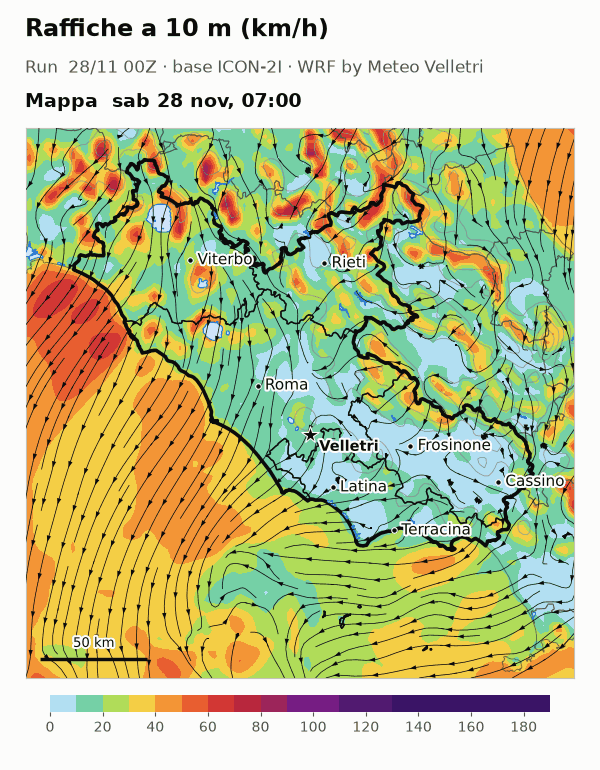 Raffiche a 10 m (km/h)
Run  28/11 00Z · base ICON-2I · WRF by Meteo Velletri
Mappa  sab 28 nov, 07:00
Viterbo
Rieti
Roma
Velletri
Frosinone
Cassino
Latina
Terracina
50 km
0 20 40 60 80 100 120 140 160 180